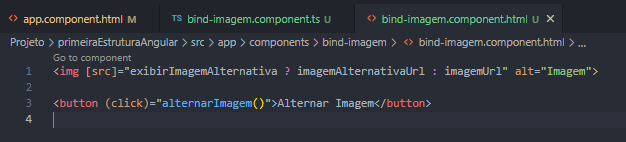 app.component.html M
TS bind-imagem.component.ts U
bind-imagem.component.html U
Projeto > primeiraEstruturaAngular > src > app > components > bind-imagem > bind-imagem.component.html > ...
Go to component
1 <img [src]="exibirImagemAlternativa ? imagemAlternativaUrl : imagemUrl" alt="Imagem">
2
3 <button (click)="alternarImagem()">Alternar Imagem</button>
4